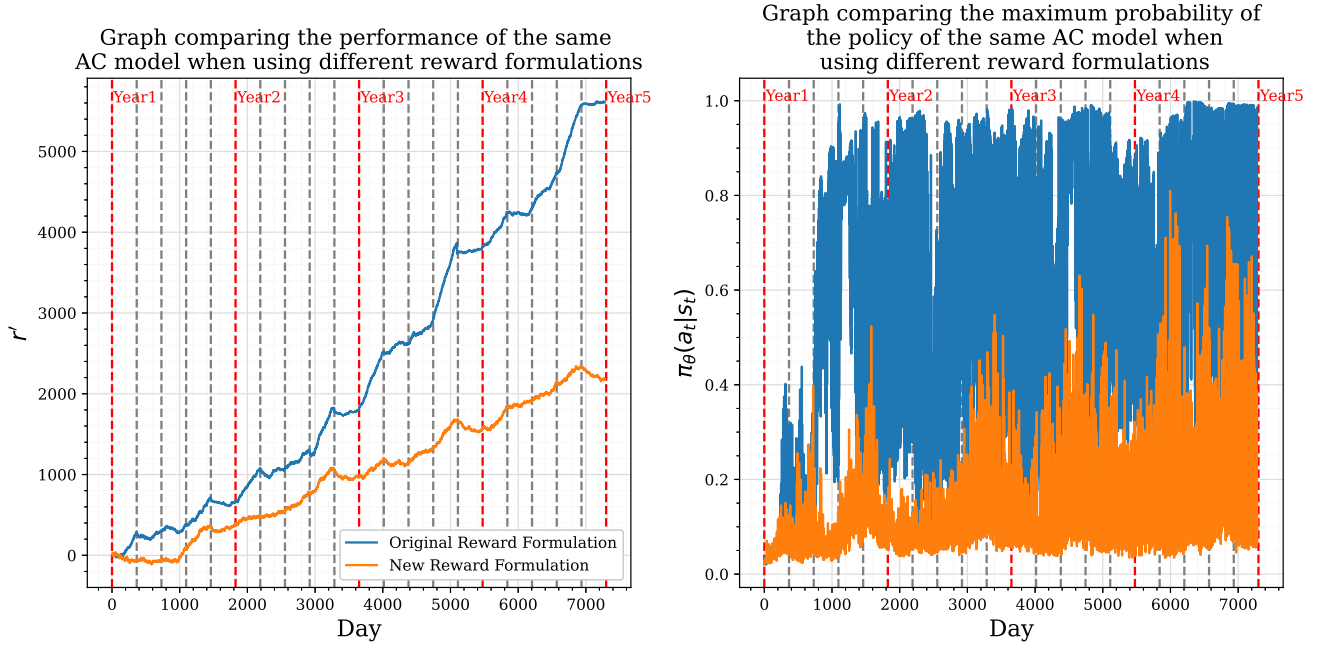 Graph comparing the performance of the same
AC model when using different reward formulations
Year1 Year2 Year3 Year4 Year5
5000
4000
3000
2000
1000
0
r′
0 1000 2000 3000 4000 5000 6000 7000
Day
Original Reward Formulation
New Reward Formulation
Graph comparing the maximum probability of
the policy of the same AC model when
using different reward formulations
Year1 Year2 Year3 Year4 Year5
1.0
0.8
0.6
0.4
0.2
0.0
πθ(at|st)
0 1000 2000 3000 4000 5000 6000 7000
Day